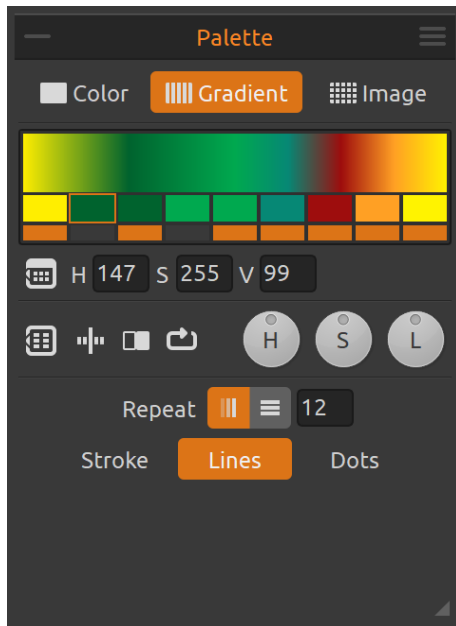 Palette
Color Gradient Image
H 147 S 255 V 99
H S L
Repeat 12
Stroke Lines Dots